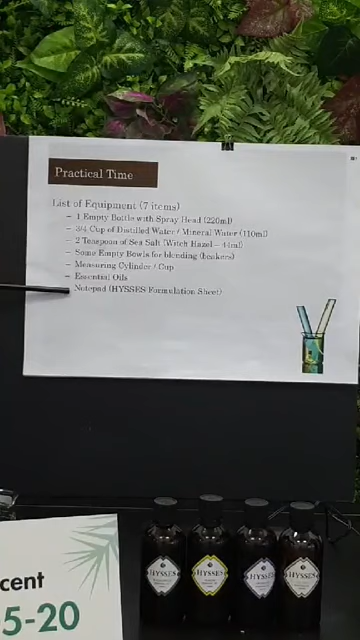 Practical Time
List of Equipment (7 items)
– 1 Empty Bottle with Spray Head (220ml)
– 3/4 Cup of Distilled Water / Mineral Water (110ml)
– 2 Teaspoon of Sea Salt (Witch Hazel – 44ml)
– Some Empty Bowls for blending (beakers)
– Measuring Cylinder / Cup
– Essential Oils
Notepad (HYSSES Formulation Sheet)
HYSSES HYSSES HYSSES HYSSES
cent
5-20